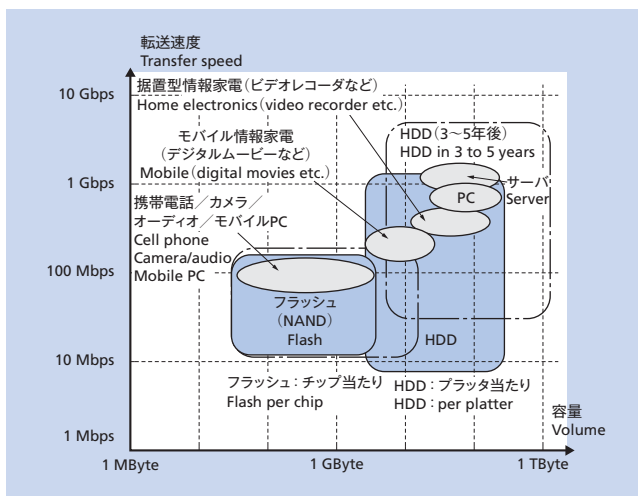 転送速度
Transfer speed
10 Gbps
1 Gbps
100 Mbps
10 Mbps
1 Mbps
据置型情報家電(ビデオレコーダなど)
Home electronics(video recorder etc.)
モバイル情報家電
(デジタルムービーなど)
Mobile(digital movies etc.)
携帯電話／カメラ／
オーディオ／モバイルPC
Cell phone
Camera/audio
Mobile PC
HDD(3〜5年後)
HDD in 3 to 5 years
サーバ
Server
PC
フラッシュ
(NAND)
Flash
HDD
フラッシュ：チップ当たり
Flash per chip
HDD：プラッタ当たり
HDD：per platter
容量
Volume
1 MByte
1 GByte
1 TByte